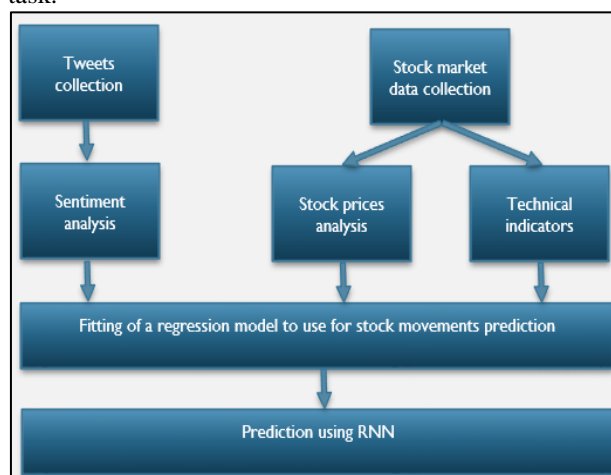 task.
Tweets
collection
Stock market
data collection
Sentiment
analysis
Stock prices
analysis
Technical
indicators
Fitting of a regression model to use for stock movements prediction
Prediction using RNN